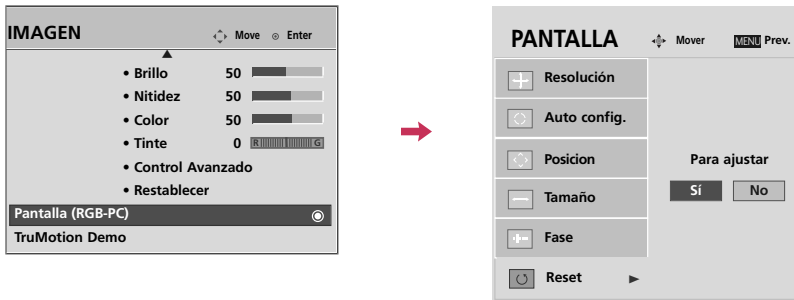 IMAGEN Move Enter
• Brillo 50
• Nitidez 50
• Color 50
• Tinte 0 R G
• Control Avanzado
• Restablecer
Pantalla (RGB-PC)
TruMotion Demo
PANTALLA Mover MENU Prev.
Resolución
Auto config.
Posicion
Tamaño
Fase
Reset
Para ajustar
Sí No